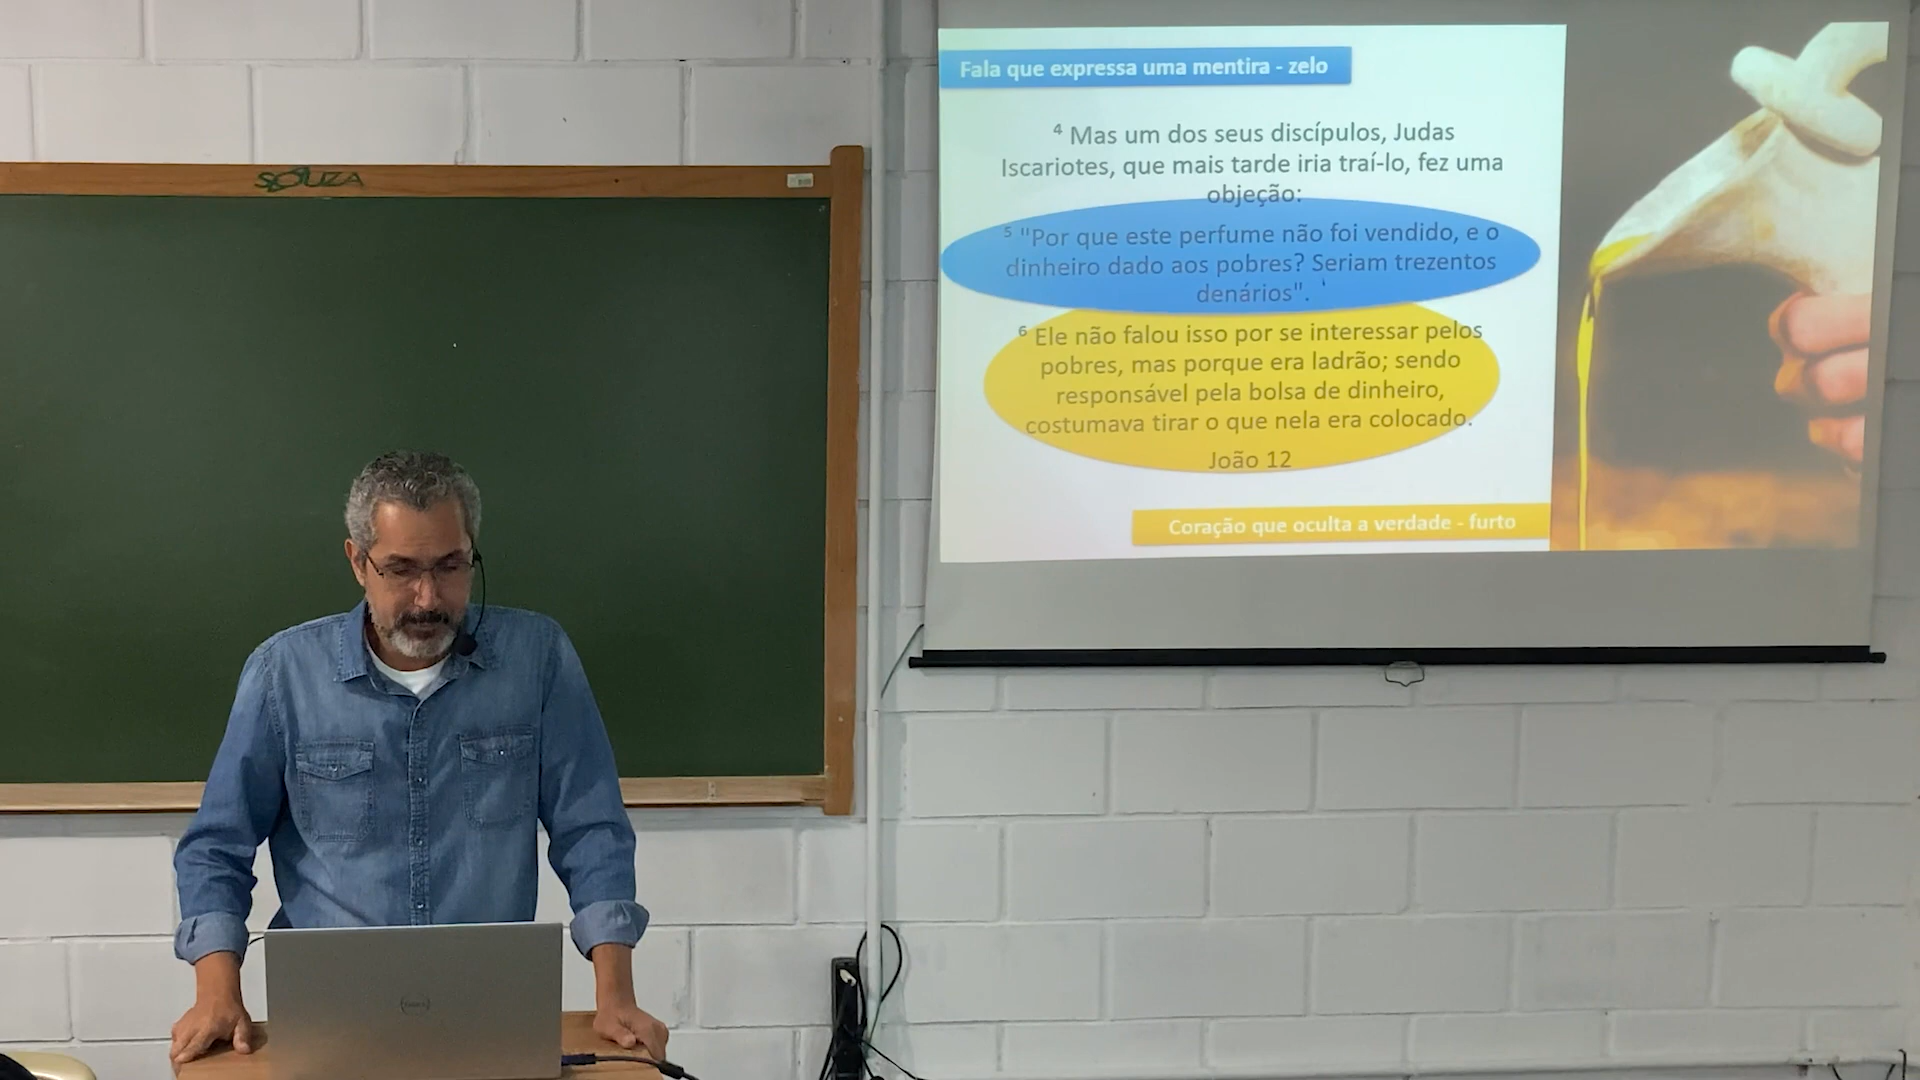 SOUZA
Fala que expressa uma mentira - zelo
⁴ Mas um dos seus discípulos, Judas
Iscariotes, que mais tarde iria traí-lo, fez uma
objeção:
⁵ "Por que este perfume não foi vendido, e o
dinheiro dado aos pobres? Seriam trezentos
denários".
⁶ Ele não falou isso por se interessar pelos
pobres, mas porque era ladrão; sendo
responsável pela bolsa de dinheiro,
costumava tirar o que nela era colocado.
João 12
Coração que oculta a verdade - furto